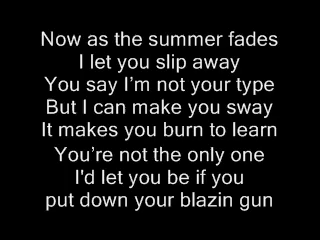 Now as the summer fades
I let you slip away
You say I’m not your type
But I can make you sway
It makes you burn to learn
You’re not the only one
I'd let you be if you
put down your blazin gun